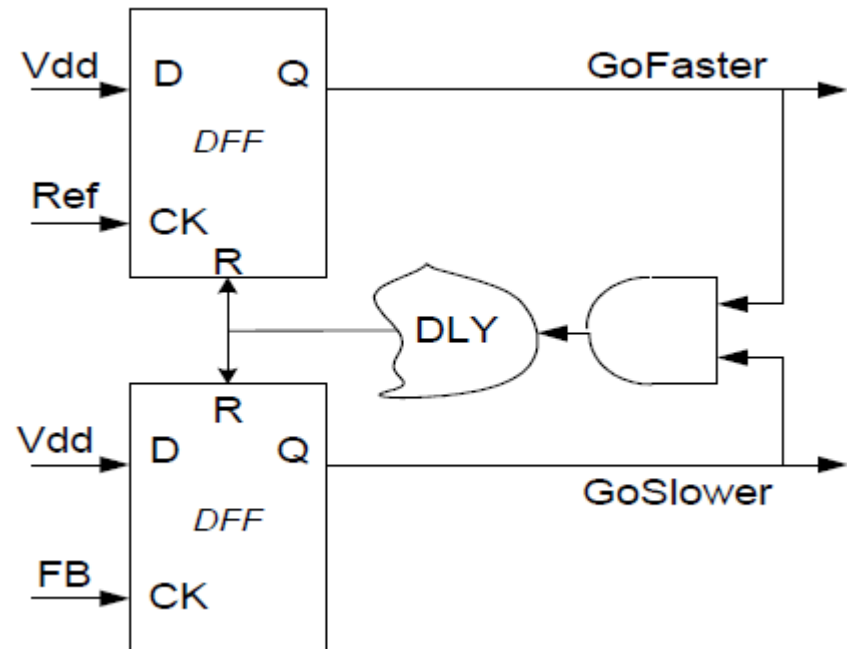 Vdd
D
Q
GoFaster
DFF
Ref
CK
R
DLY
R
Vdd
D
Q
GoSlower
DFF
FB
CK